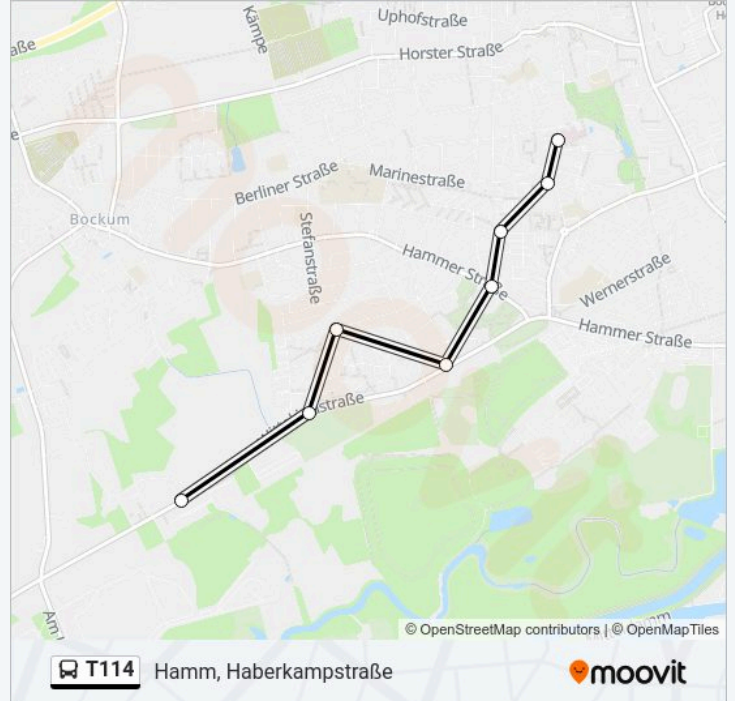 Kämpe
Uphofstraße
aße
Horster Straße
Berliner Straße
Marinestraße
Bockum
Stefanstraße
Hammer Straße
Wernerstraße
Hammer Straße
straße
Am
© OpenStreetMap contributors | © OpenMapTiles
T114 Hamm, Haberkampstraße moovit